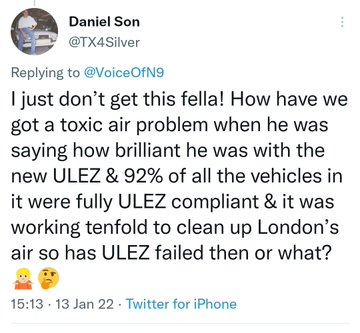 Daniel Son
@TX4Silver
Replying to @VoiceOfN9
I just don’t get this fella! How have we
got a toxic air problem when he was
saying how brilliant he was with the
new ULEZ & 92% of all the vehicles in
it were fully ULEZ compliant & it was
working tenfold to clean up London’s
air so has ULEZ failed then or what?
🤷🏼🤔
15:13 · 13 Jan 22 · Twitter for iPhone